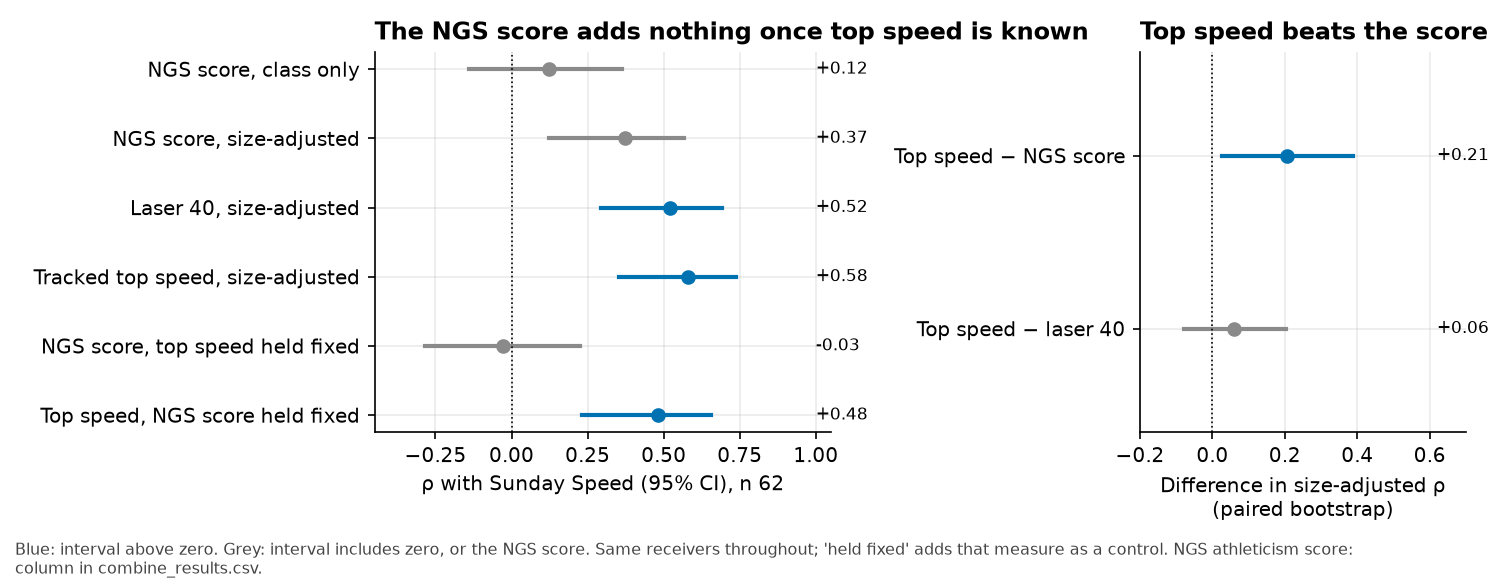 The NGS score adds nothing once top speed is known
NGS score, class only
+0.12
NGS score, size-adjusted
+0.37
Laser 40, size-adjusted
+0.52
Tracked top speed, size-adjusted
+0.58
NGS score, top speed held fixed
-0.03
Top speed, NGS score held fixed
+0.48
−0.25 0.00 0.25 0.50 0.75 1.00
ρ with Sunday Speed (95% CI), n 62
Top speed beats the score
Top speed − NGS score
+0.21
Top speed − laser 40
+0.06
−0.2 0.0 0.2 0.4 0.6
Difference in size-adjusted ρ
(paired bootstrap)
Blue: interval above zero. Grey: interval includes zero, or the NGS score. Same receivers throughout; 'held fixed' adds that measure as a control. NGS athleticism score:
column in combine_results.csv.